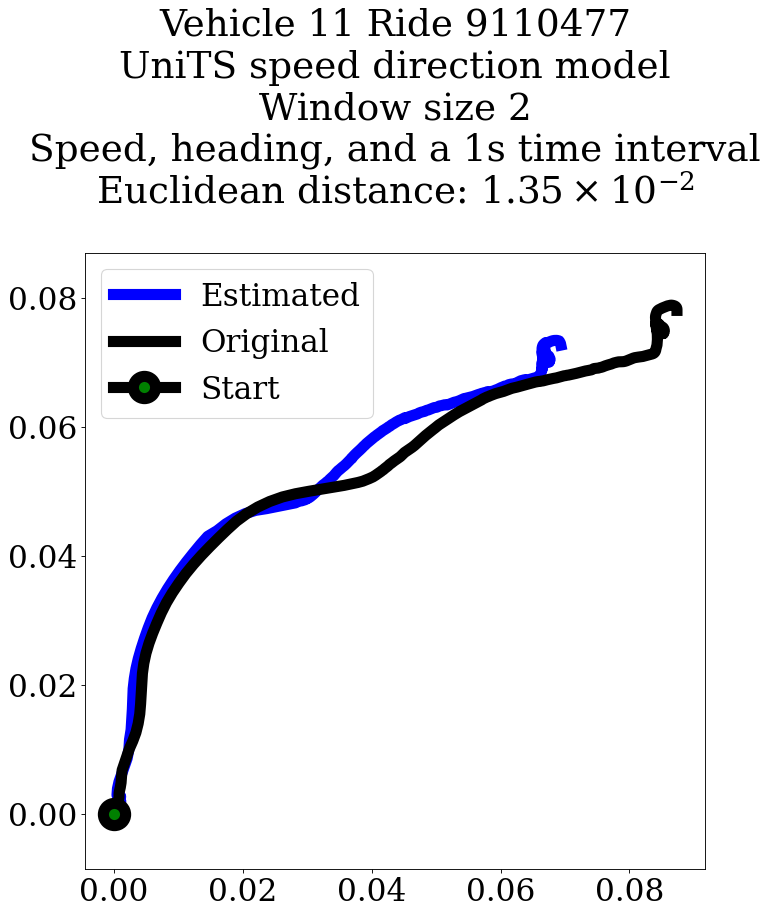 Vehicle 11 Ride 9110477
UniTS speed direction model
Window size 2
Speed, heading, and a 1s time interval
Euclidean distance: 1.35 × 10⁻²
Estimated
Original
Start
0.08
0.06
0.04
0.02
0.00
0.00 0.02 0.04 0.06 0.08